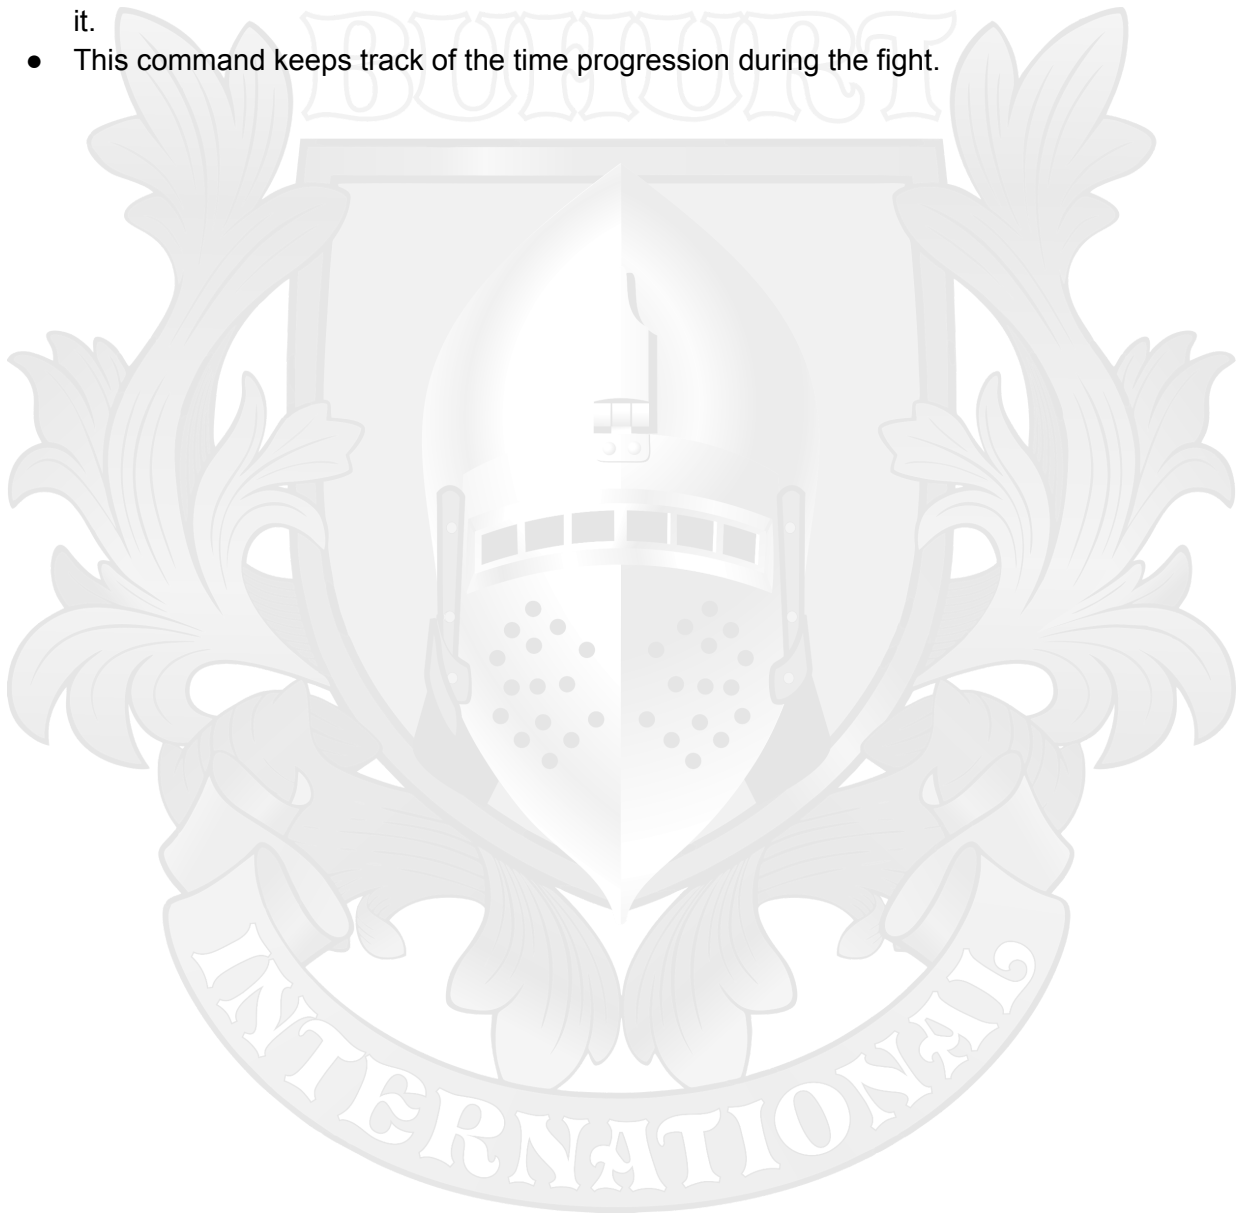 it.
● This command keeps track of the time progression during the fight.
BUHURT
INTERNATIONAL